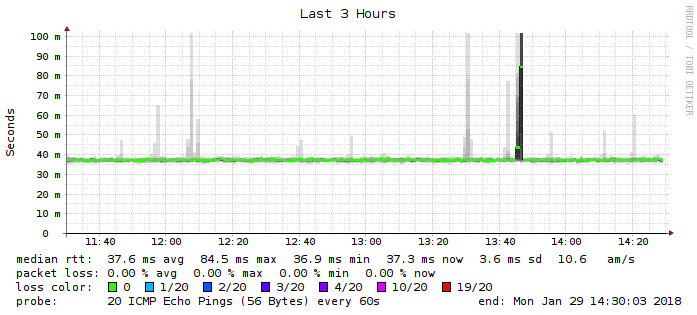 Last 3 Hours
RRDTOOL / TOBI OETIKER
Seconds
100 m
90 m
80 m
70 m
60 m
50 m
40 m
30 m
20 m
10 m
0
11:40 12:00 12:20 12:40 13:00 13:20 13:40 14:00 14:20
median rtt: 37.6 ms avg 84.5 ms max 36.9 ms min 37.3 ms now 3.6 ms sd 10.6 am/s
packet loss: 0.00 % avg 0.00 % max 0.00 % min 0.00 % now
loss color: 0 1/20 2/20 3/20 4/20 10/20 19/20
probe: 20 ICMP Echo Pings (56 Bytes) every 60s end: Mon Jan 29 14:30:03 2018